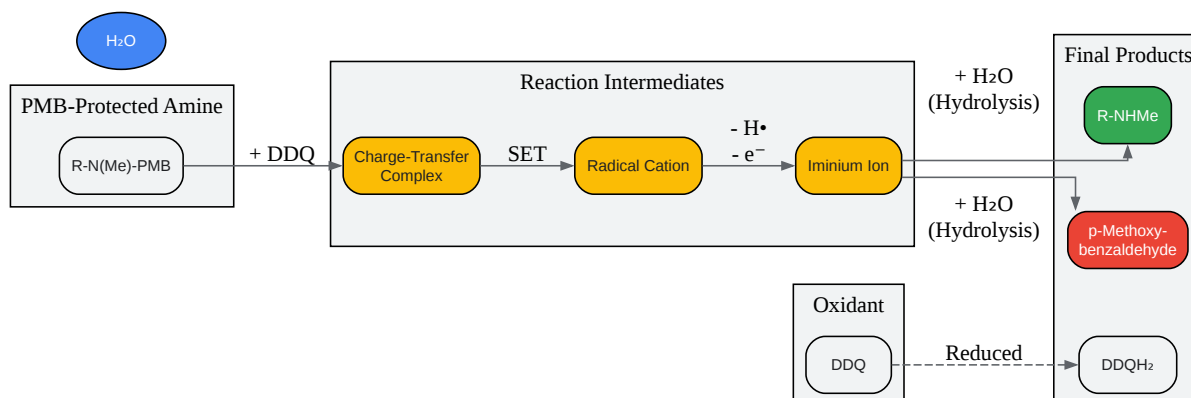 H₂O
PMB-Protected Amine
R-N(Me)-PMB
+ DDQ
Reaction Intermediates
Charge-Transfer
Complex
SET
Radical Cation
- H•
- e⁻
Iminium Ion
+ H₂O
(Hydrolysis)
+ H₂O
(Hydrolysis)
Final Products
R-NHMe
p-Methoxy-
benzaldehyde
Oxidant
DDQ
Reduced
DDQH₂